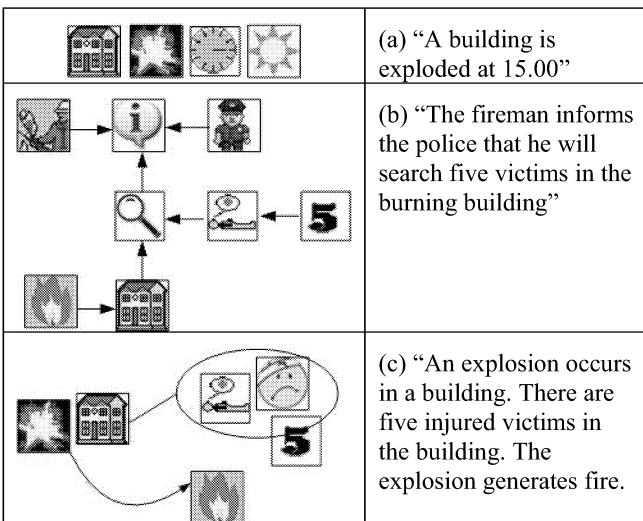 (a) “A building is
exploded at 15.00”
i
(b) “The fireman informs
the police that he will
search five victims in the
burning building”
5
(c) “An explosion occurs
in a building. There are
five injured victims in
the building. The
explosion generates fire.
5